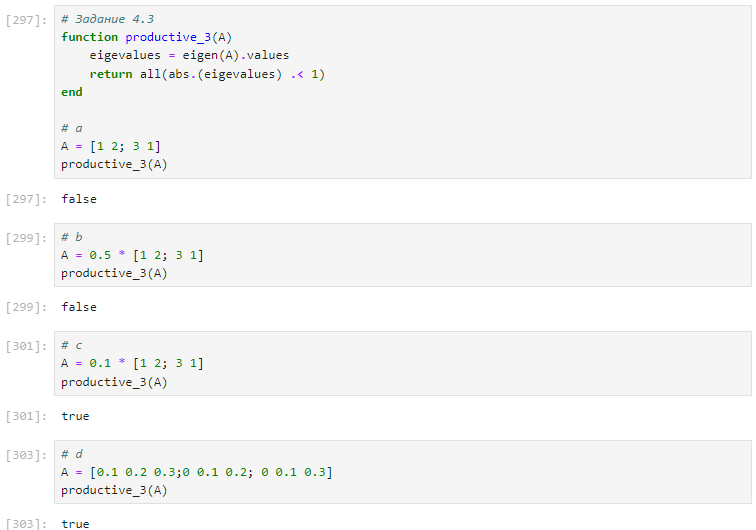 [297]: # Задание 4.3
function productive_3(A)
    eigevalues = eigen(A).values
    return all(abs.(eigevalues) .< 1)
end
# a
A = [1 2; 3 1]
productive_3(A)
[297]: false
[299]: # b
A = 0.5 * [1 2; 3 1]
productive_3(A)
[299]: false
[301]: # c
A = 0.1 * [1 2; 3 1]
productive_3(A)
[301]: true
[303]: # d
A = [0.1 0.2 0.3;0 0.1 0.2; 0 0.1 0.3]
productive_3(A)
[303]: true